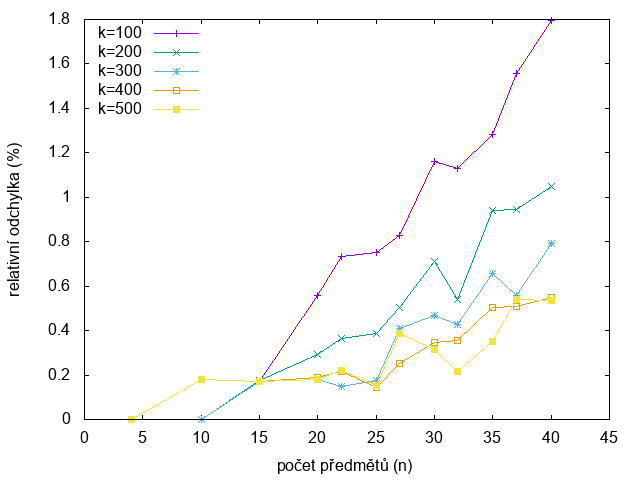 1.8
k=100
k=200
1.6
k=300
k=400
1.4
k=500
1.2
1
0.8
0.6
0.4
0.2
0
0 5 10 15 20 25 30 35 40 45
relativní odchylka (%)
počet předmětů (n)